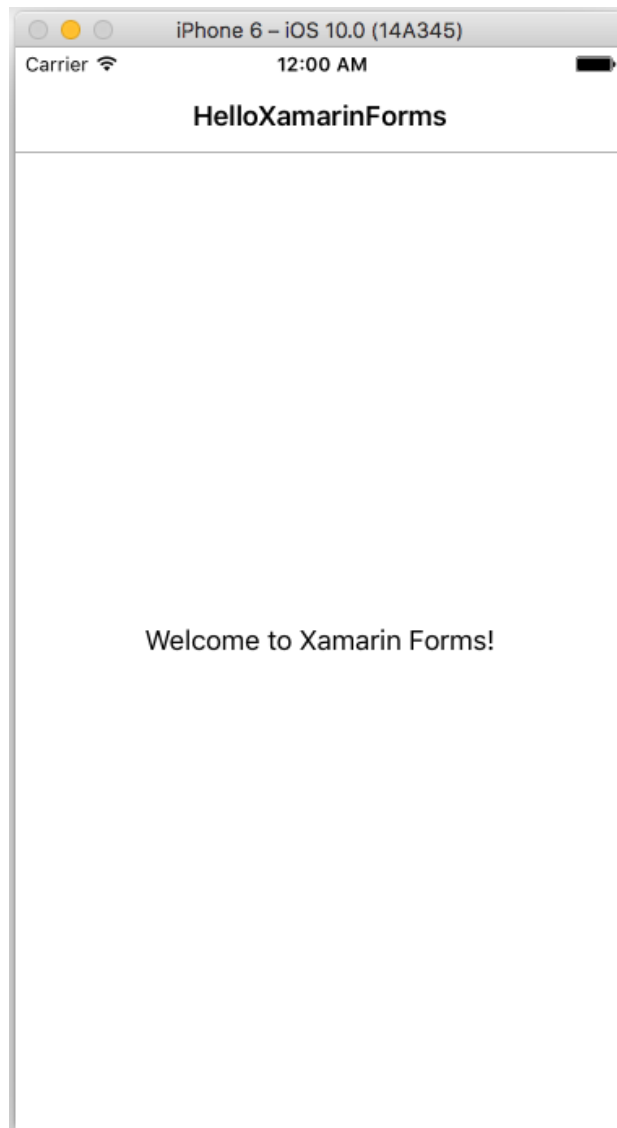 iPhone 6 – iOS 10.0 (14A345)
Carrier 12:00 AM
HelloXamarinForms
Welcome to Xamarin Forms!